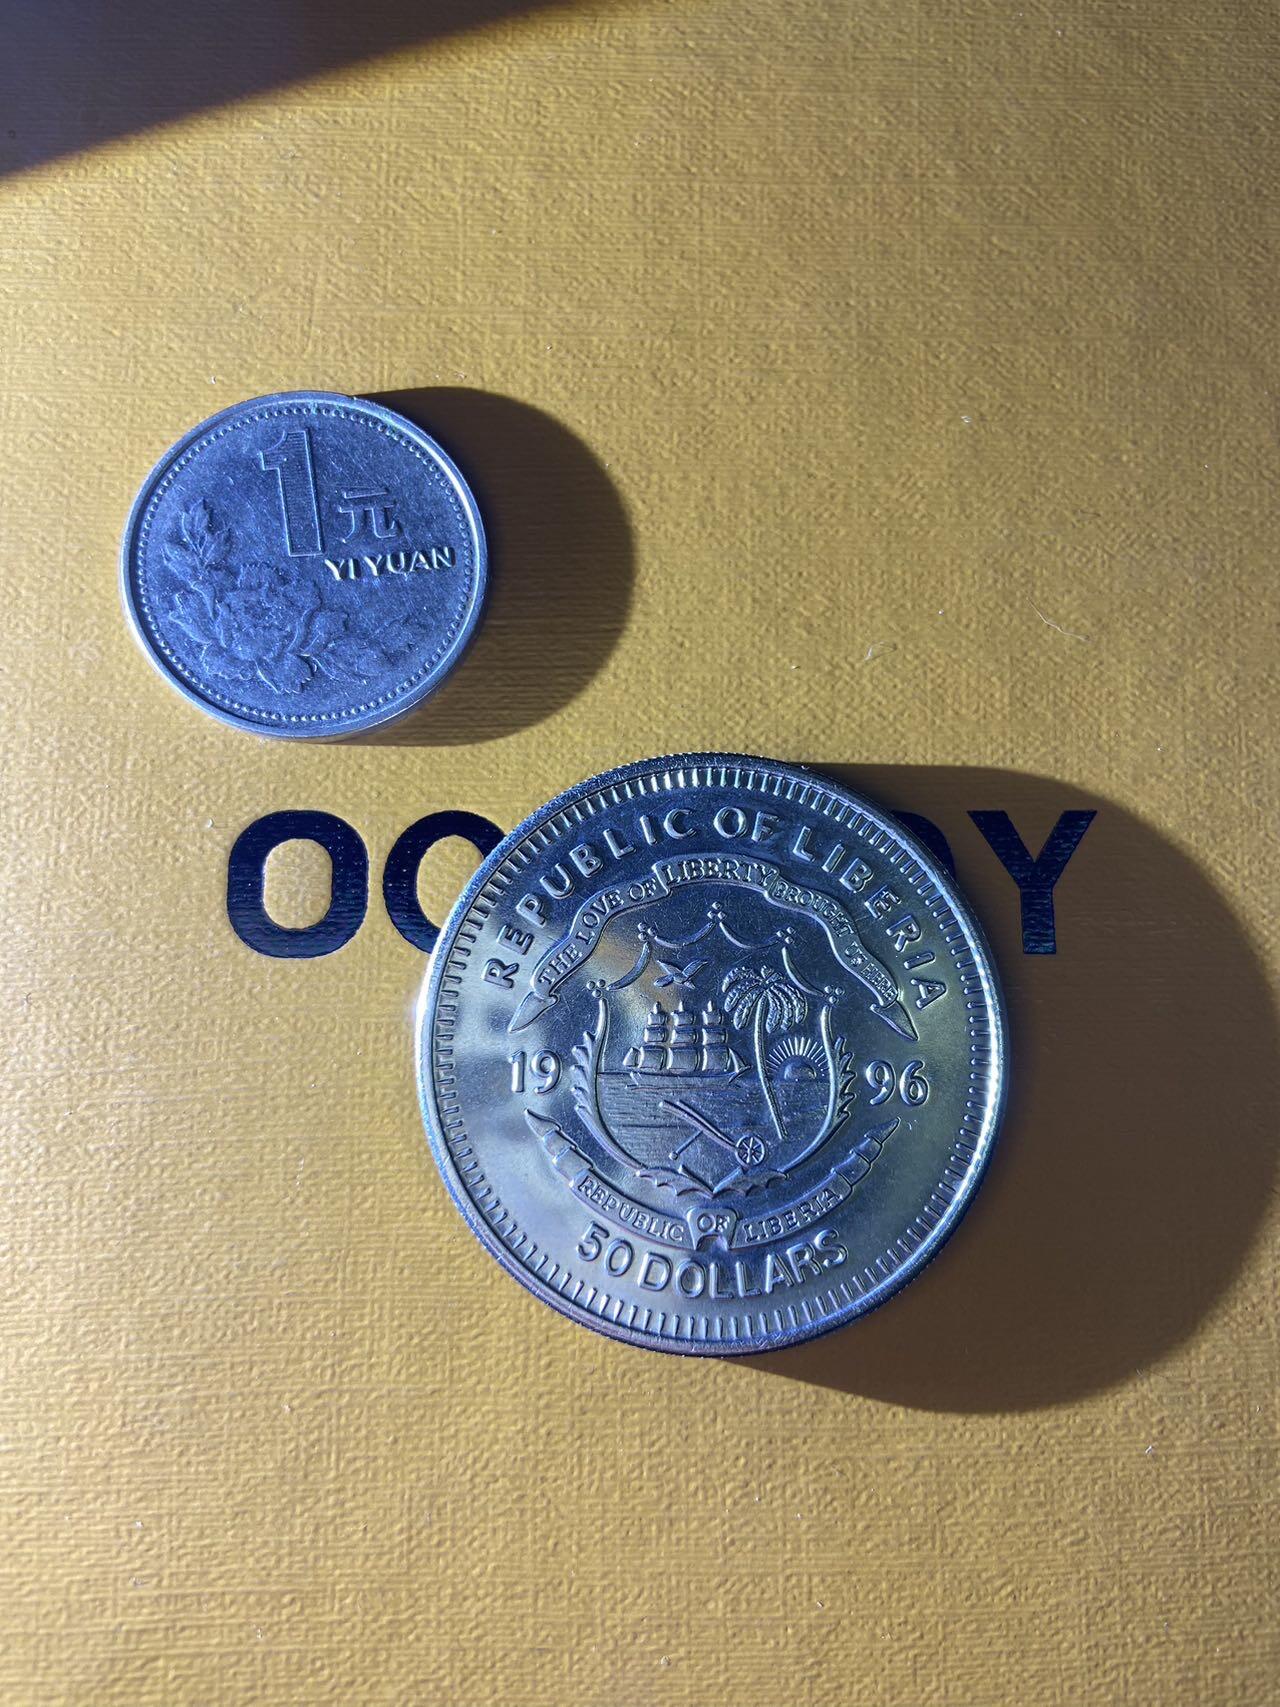 1元
YI YUAN
REPUBLIC OF LIBERIA
THE LOVE OF LIBERTY BROUGHT US HERE
19 96
REPUBLIC OF LIBERIA
50 DOLLARS